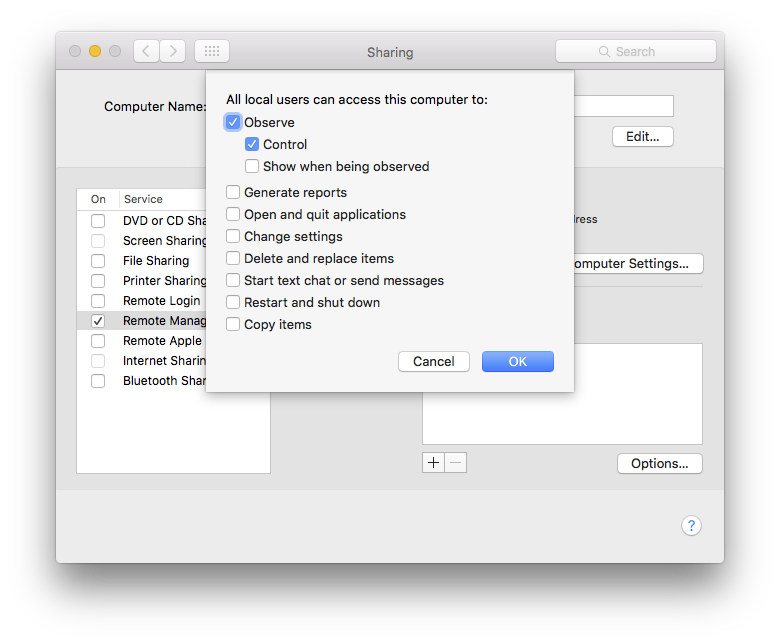 Sharing
Search
Computer Name:
All local users can access this computer to:
Observe
Control
Show when being observed
Generate reports
Open and quit applications
Change settings
Delete and replace items
Start text chat or send messages
Restart and shut down
Copy items
Cancel
OK
Edit...
On Service
DVD or CD Sha
Screen Sharing
File Sharing
Printer Sharing
Remote Login
Remote Manag
Remote Apple
Internet Sharin
Bluetooth Shar
ress
omputer Settings...
+ −
Options...
?